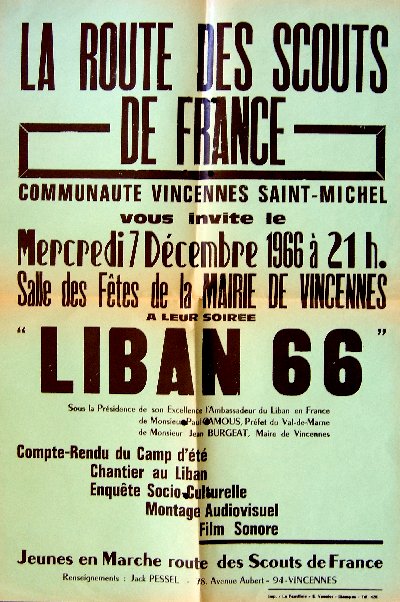 LA ROUTE DES SCOUTS
DE FRANCE
COMMUNAUTE VINCENNES SAINT-MICHEL
vous invite le
Mercredi 7 Décembre 1966 à 21 h.
Salle des Fêtes de la MAIRIE DE VINCENNES
A LEUR SOIREE
"LIBAN 66"
Sous la Présidence de son Excellence l'Ambassadeur du Liban en France
de Monsieur Paul CAMOUS, Préfet du Val-de-Marne
de Monsieur Jean BURGEAT, Maire de Vincennes
Compte-Rendu du Camp d'été
Chantier au Liban
Enquête Socio-Culturelle
Montage Audiovisuel
Film Sonore
Jeunes en Marche route des Scouts de France
Renseignements : Jack PESSEL - 78, Avenue Aubert - 94-VINCENNES
Imp. « La Familiale »